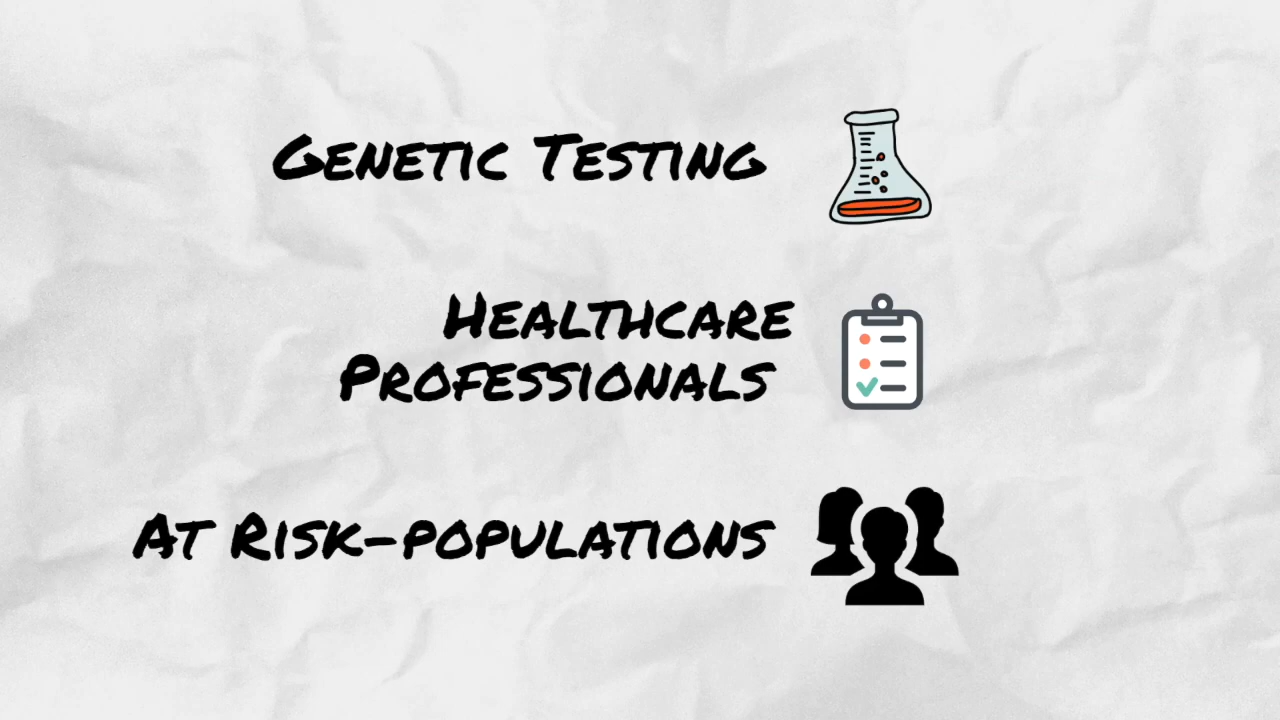 Genetic Testing
Healthcare
Professionals
At Risk-populations